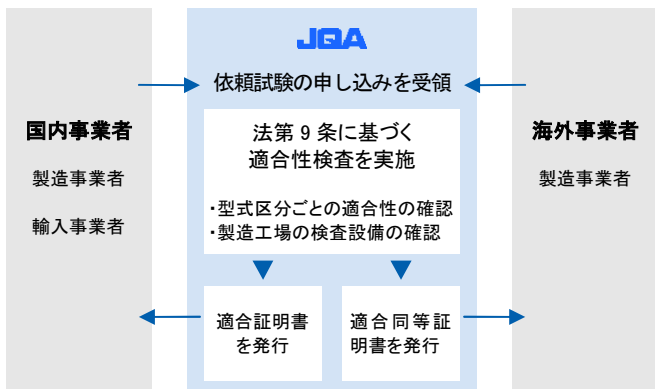 JQA
依頼試験の申し込みを受領
国内事業者
製造事業者
輸入事業者
法第9条に基づく
適合性検査を実施
・型式区分ごとの適合性の確認
・製造工場の検査設備の確認
海外事業者
製造事業者
適合証明書
を発行
適合同等証
明書を発行